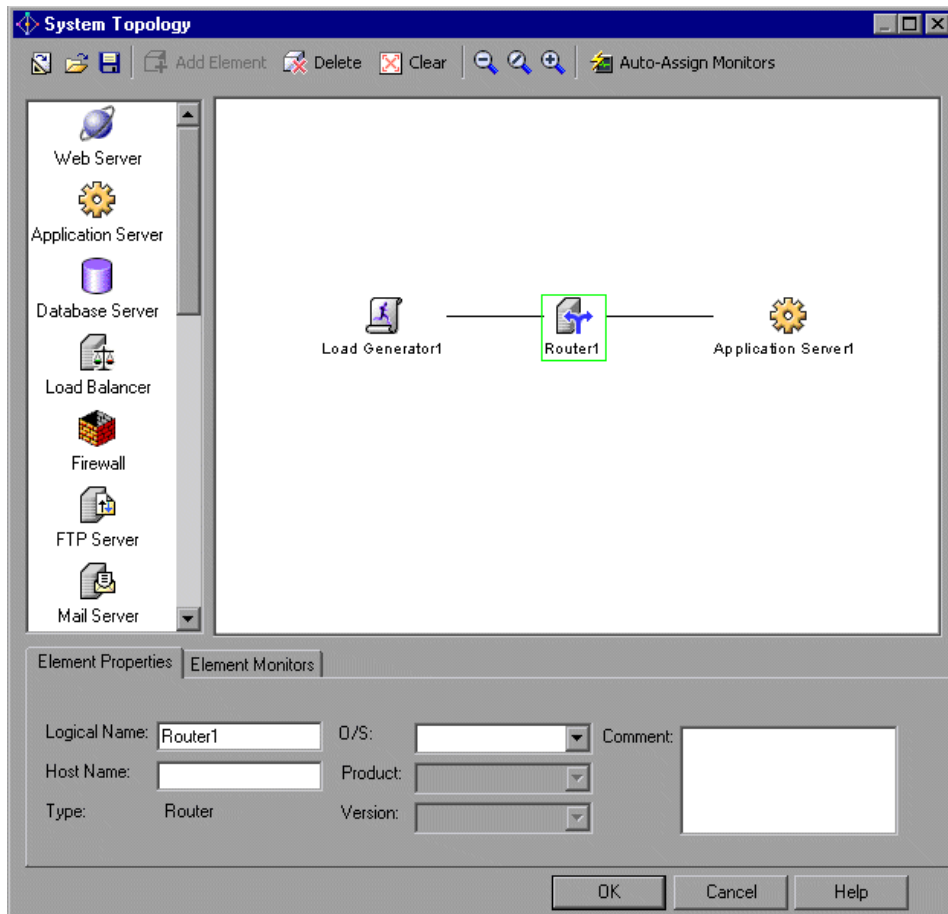 System Topology
Add Element Delete Clear Auto-Assign Monitors
Web Server
Application Server
Database Server
Load Balancer
Firewall
FTP Server
Mail Server
Load Generator1 Router1 Application Server1
Element Properties Element Monitors
Logical Name: Router1 O/S: Comment:
Host Name: Product:
Type: Router Version:
OK Cancel Help